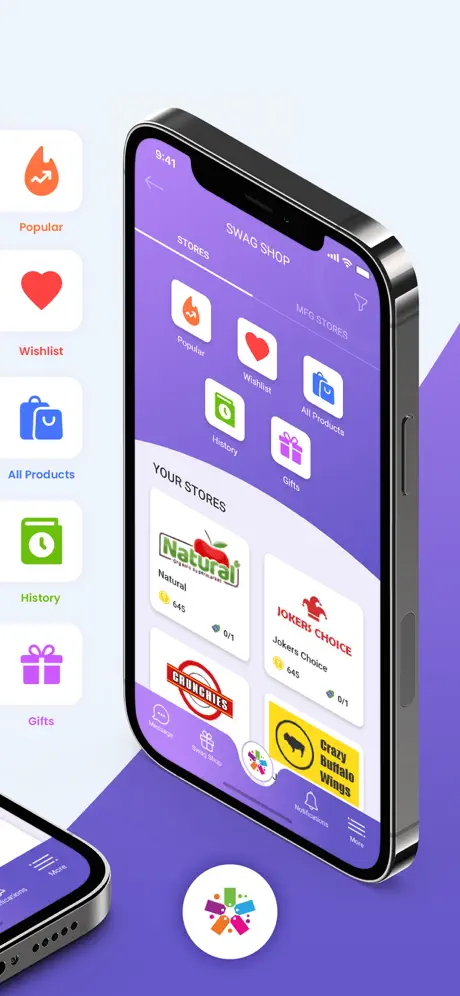 Popular
Wishlist
All Products
History
Gifts
9:41
SWAG SHOP
STORES
MFG STORES
Popular
Wishlist
All Products
History
Gifts
YOUR STORES
Natural
Organic Supermarket
Natural
645
0/1
JOKERS CHOICE
Jokers Choice
645
0/1
CRUNCHIES
Crazy
Buffalo
Wings
Message
Swag Shop
Notifications
More
More